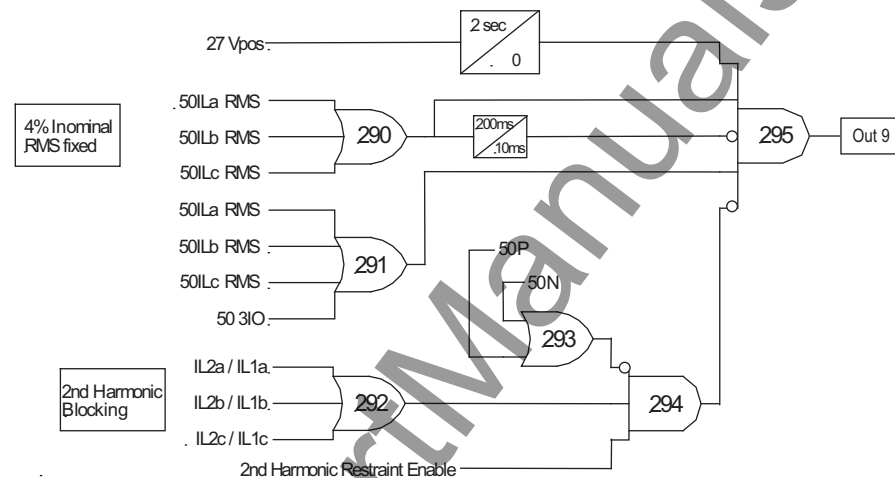 2 sec
0
27 Vpos
50ILa RMS
50ILb RMS
50ILc RMS
290
200ms
10ms
295
Out 9
4% Inominal
RMS fixed
50ILa RMS
50ILb RMS
50ILc RMS
50 3IO
291
50P
50N
293
2nd Harmonic
Blocking
IL2a / IL1a
IL2b / IL1b
IL2c / IL1c
292
294
2nd Harmonic Restraint Enable